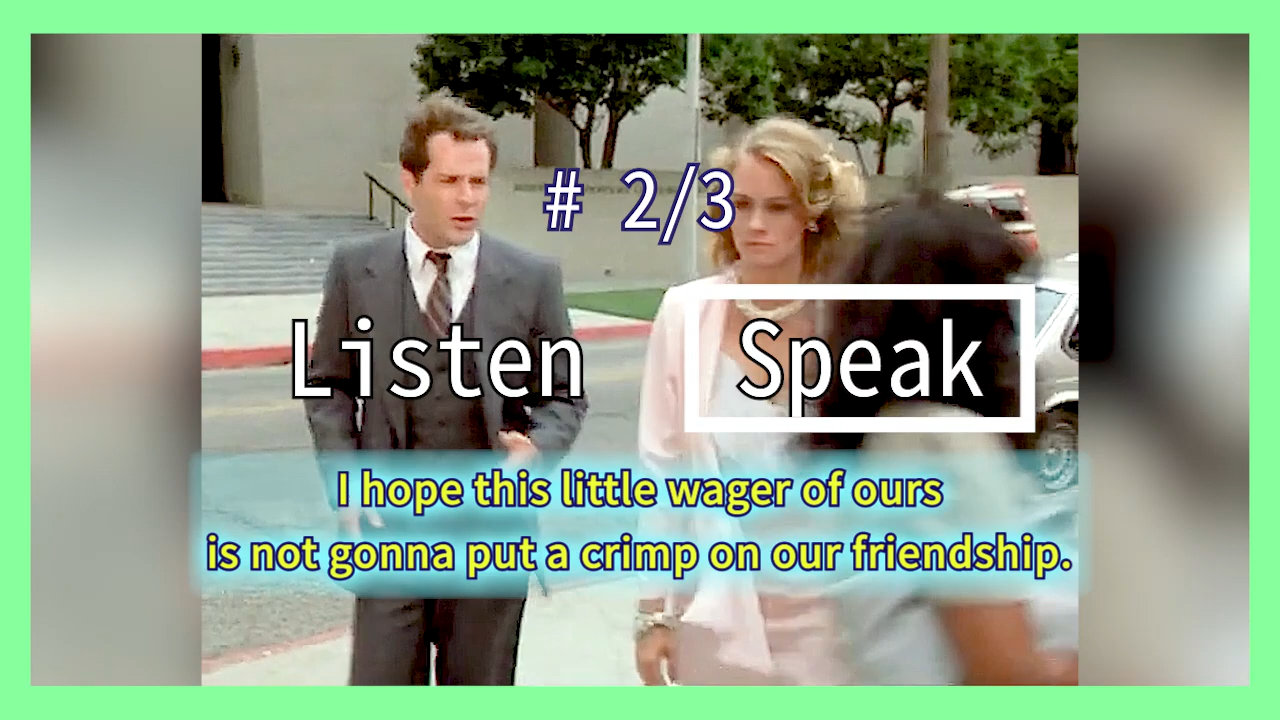 # 2/3
Listen Speak
I hope this little wager of ours
is not gonna put a crimp on our friendship.